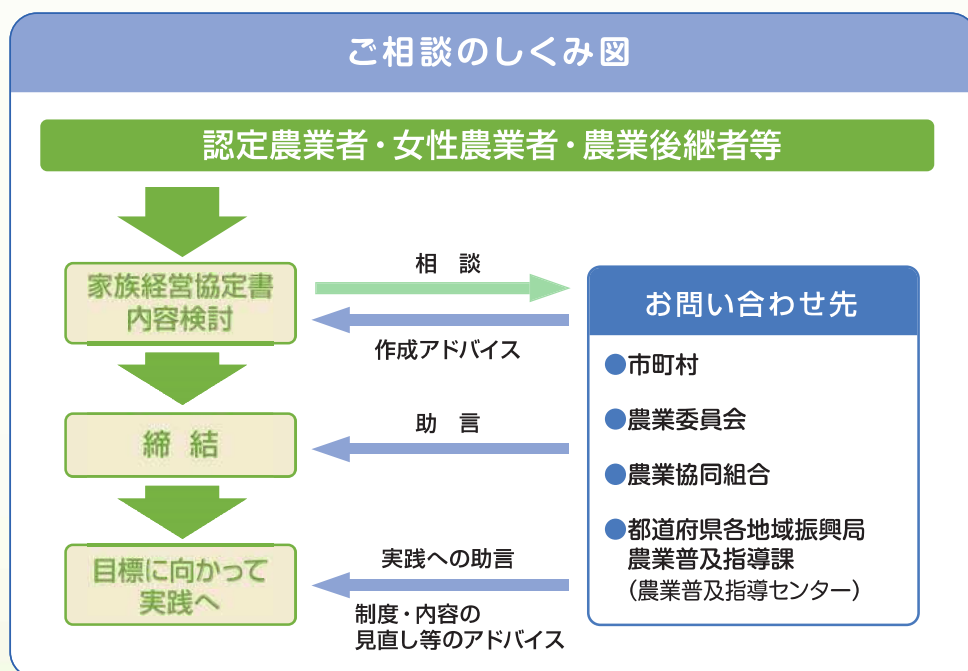 ご相談のしくみ図
認定農業者・女性農業者・農業後継者等
家族経営協定書
内容検討
相 談
作成アドバイス
締 結
助 言
目標に向かって
実践へ
実践への助言
制度・内容の
見直し等のアドバイス
お問い合わせ先
●市町村
●農業委員会
●農業協同組合
●都道府県各地域振興局
農業普及指導課
（農業普及指導センター）